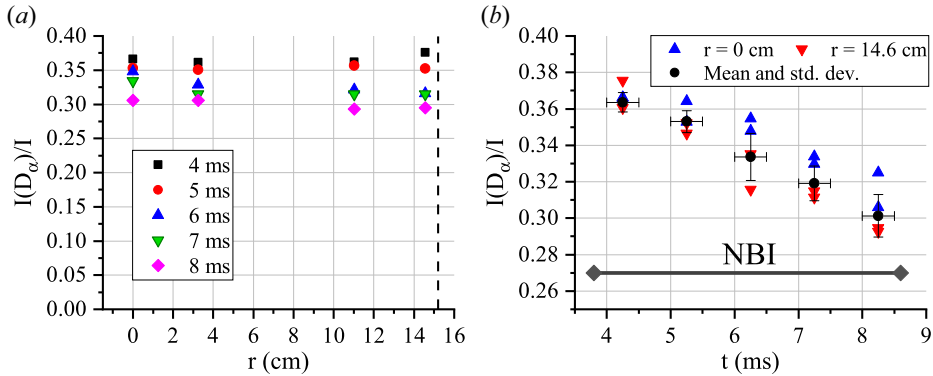 (a)
I(Dα)/I
0.40
0.35
0.30
0.25
0.20
0.15
0.10
0.05
0.00
4 ms
5 ms
6 ms
7 ms
8 ms
0 2 4 6 8 10 12 14 16
r (cm)
(b)
I(Dα)/I
0.40
0.38
0.36
0.34
0.32
0.30
0.28
0.26
r = 0 cm r = 14.6 cm
Mean and std. dev.
NBI
4 5 6 7 8 9
t (ms)